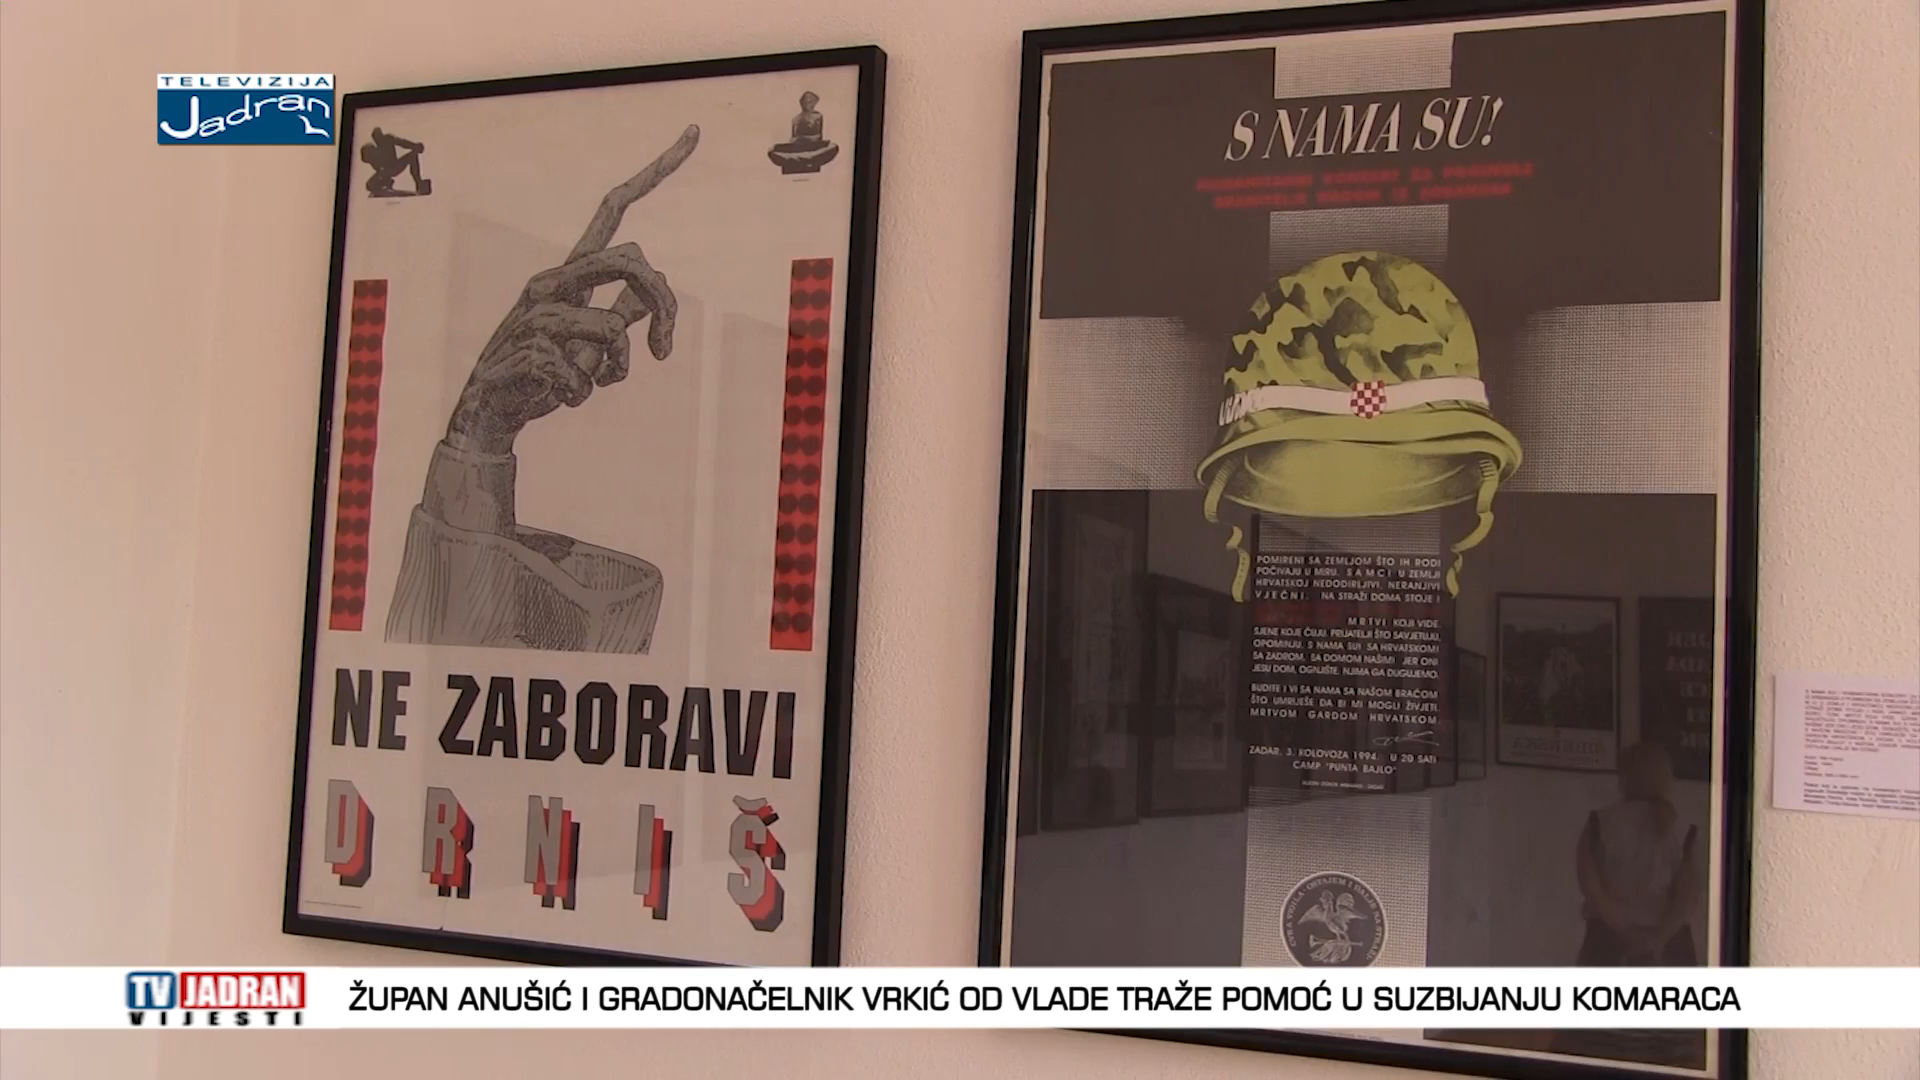 TELEVIZIJA
Jadran
NE ZABORAVI
DRNIŠ
S NAMA SU!
POMIRENI SA ZEMLJOM ŠTO IH RODI
POČIVAJU U MIRU. SAMCI U ZEMLJI
HRVATSKOJ NEDODIRLJIVI, NERANJIVI
VJEČNI. NA STRAŽI DOMA STOJE I
MRTVI KOJI VIDE,
SJENE KOJE ČUJU. PRIJATELJI ŠTO SAVJETUJU,
OPOMINJU. S NAMA SU! SA HRVATSKOM!
SA ZADROM, SA DOMOM NAŠIM! JER ONI
JESU DOM, OGNJIŠTE. NJIMA GA DUGUJEMO.
BUDITE I VI SA NAMA SA NAŠOM BRAĆOM
ŠTO UMRIJEŠE DA BI MI MOGLI ŽIVJETI.
MRTVOM GARDOM HRVATSKOM.
ZADAR, 3. KOLOVOZA 1994. U 20 SATI
CAMP "PUNTA BAJLO"
TV JADRAN
VIJESTI
ŽUPAN ANUŠIĆ I GRADONAČELNIK VRKIĆ OD VLADE TRAŽE POMOĆ U SUZBIJANJU KOMARACA